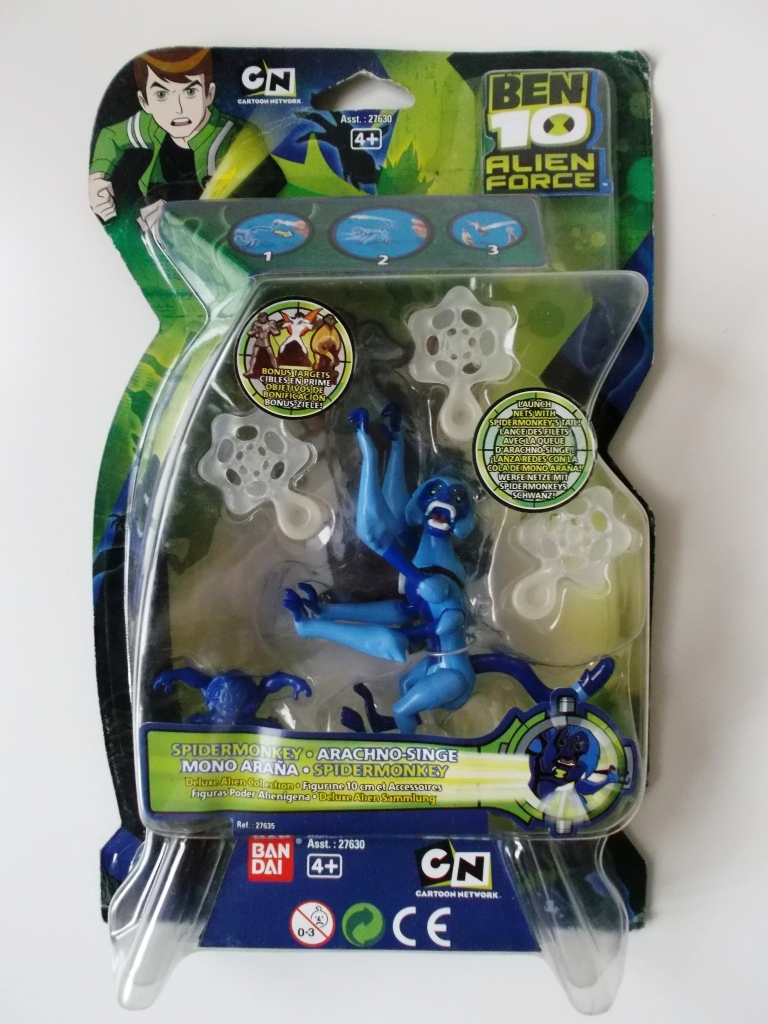 CN
CARTOON NETWORK
Asst. : 27630
4+
BEN
10
ALIEN
FORCE™
1
2
3
BONUS TARGETS
CIBLES EN PRIME
OBJETIVOS DE
BONIFICACIÓN
BONUS-ZIELE!
LAUNCH
NETS WITH
SPIDERMONKEY'S TAIL!
LANCE DES FILETS
AVEC LA QUEUE
D'ARACHNO-SINGE!
¡LANZA REDES CON LA
COLA DE MONO ARAÑA!
WERFE NETZE MIT
SPIDERMONKEYS
SCHWANZ!
SPIDERMONKEY • ARACHNO-SINGE
MONO ARAÑA • SPIDERMONKEY
Deluxe Alien Collection • Figurine 10 cm et Accessoires
Figuras Poder Alienígena • Deluxe Alien Sammlung
Ref. : 27635
BAN
DAI®
Asst. : 27630
4+
CN
CARTOON NETWORK
0-3
CE